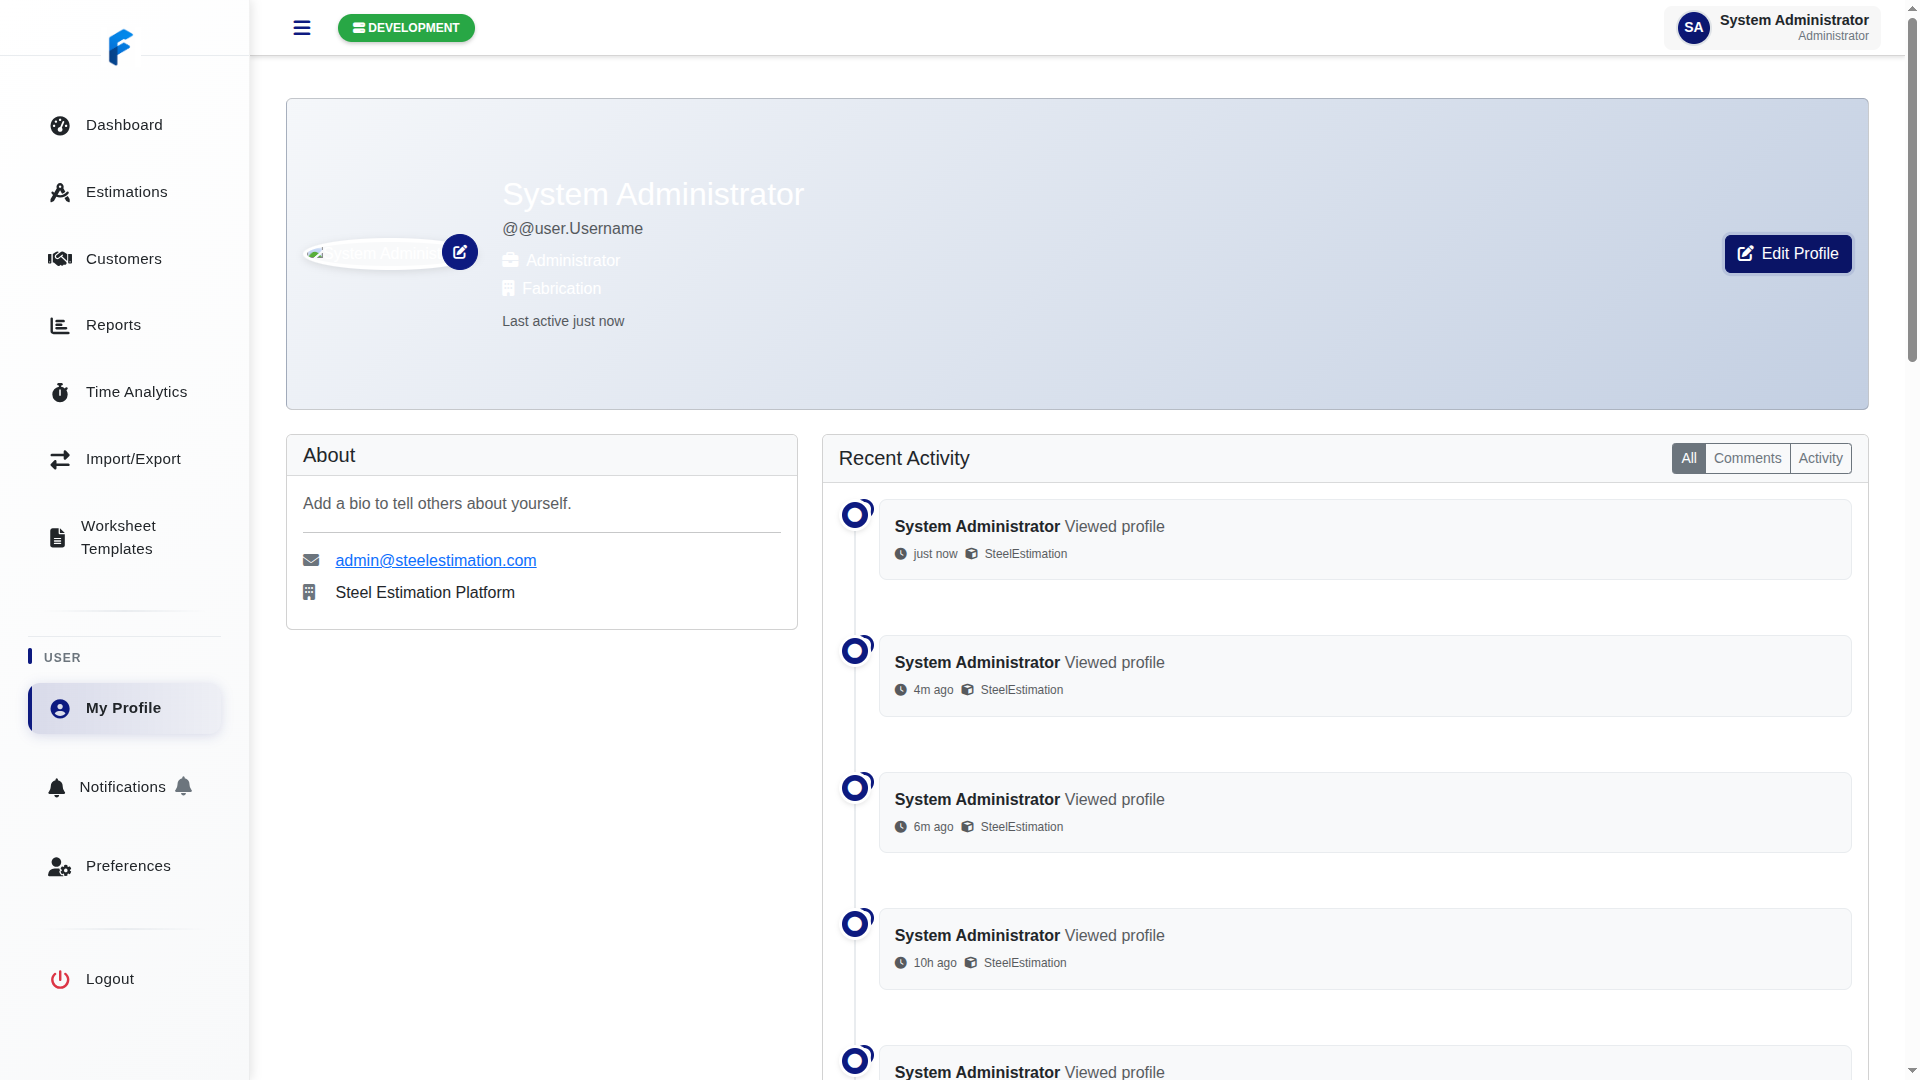 DEVELOPMENT
SA
System Administrator
Administrator
Dashboard
Estimations
Customers
Reports
Time Analytics
Import/Export
Worksheet
Templates
USER
My Profile
Notifications
Preferences
Logout
System Adminis
System Administrator
@@user.Username
Administrator
Fabrication
Last active just now
Edit Profile
About
Add a bio to tell others about yourself.
admin@steelestimation.com
Steel Estimation Platform
Recent Activity
All
Comments
Activity
System Administrator Viewed profile
just now SteelEstimation
System Administrator Viewed profile
4m ago SteelEstimation
System Administrator Viewed profile
6m ago SteelEstimation
System Administrator Viewed profile
10h ago SteelEstimation
System Administrator Viewed profile